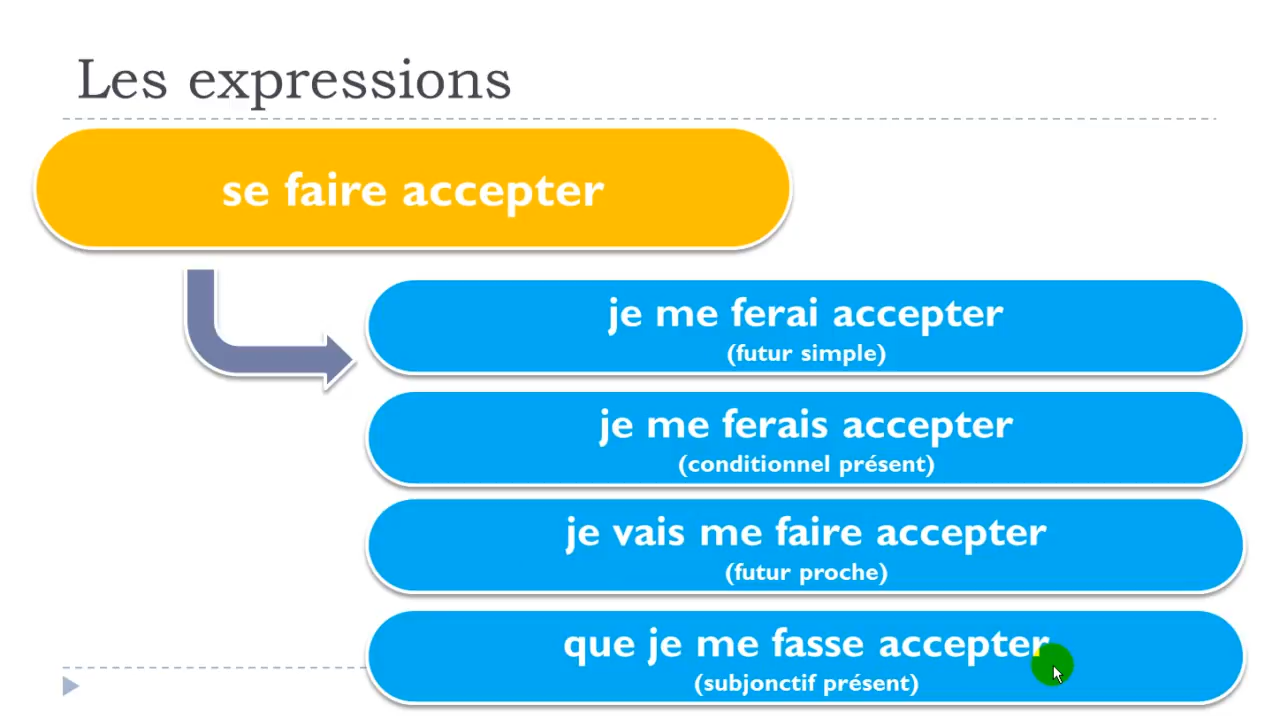 Les expressions
se faire accepter
je me ferai accepter
(futur simple)
je me ferais accepter
(conditionnel présent)
je vais me faire accepter
(futur proche)
que je me fasse accepter
(subjonctif présent)